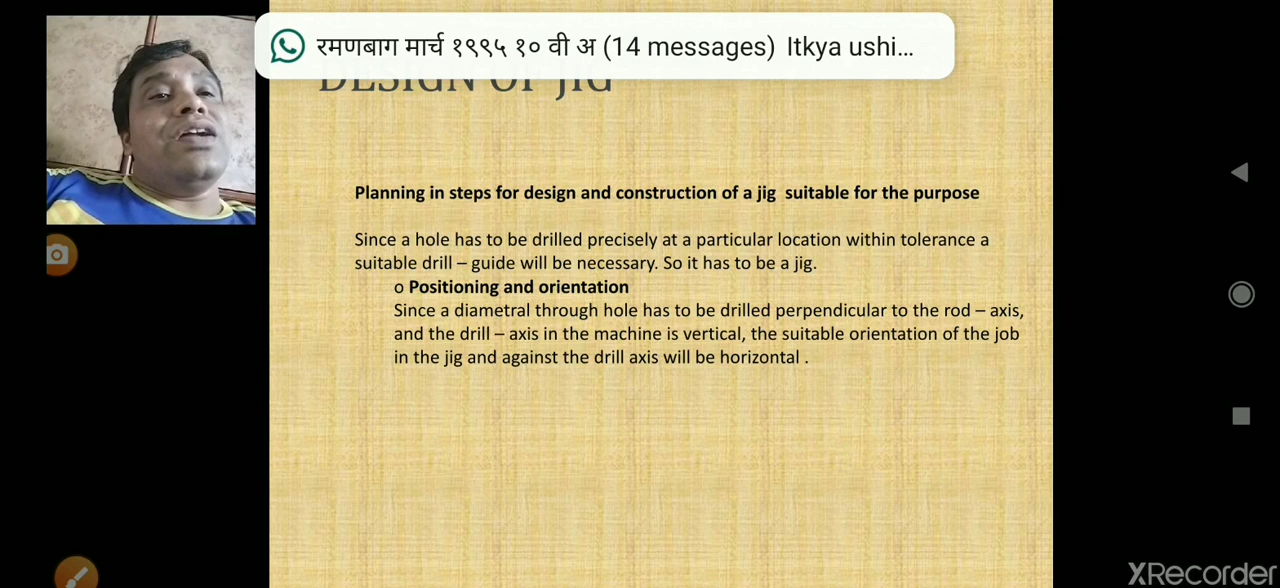 रमणबाग मार्च १९९५ १० वी अ (14 messages) Itkya ushi...
DESIGN OF JIG
Planning in steps for design and construction of a jig suitable for the purpose
Since a hole has to be drilled precisely at a particular location within tolerance a
suitable drill – guide will be necessary. So it has to be a jig.
o Positioning and orientation
Since a diametral through hole has to be drilled perpendicular to the rod – axis,
and the drill – axis in the machine is vertical, the suitable orientation of the job
in the jig and against the drill axis will be horizontal .
XRecorder